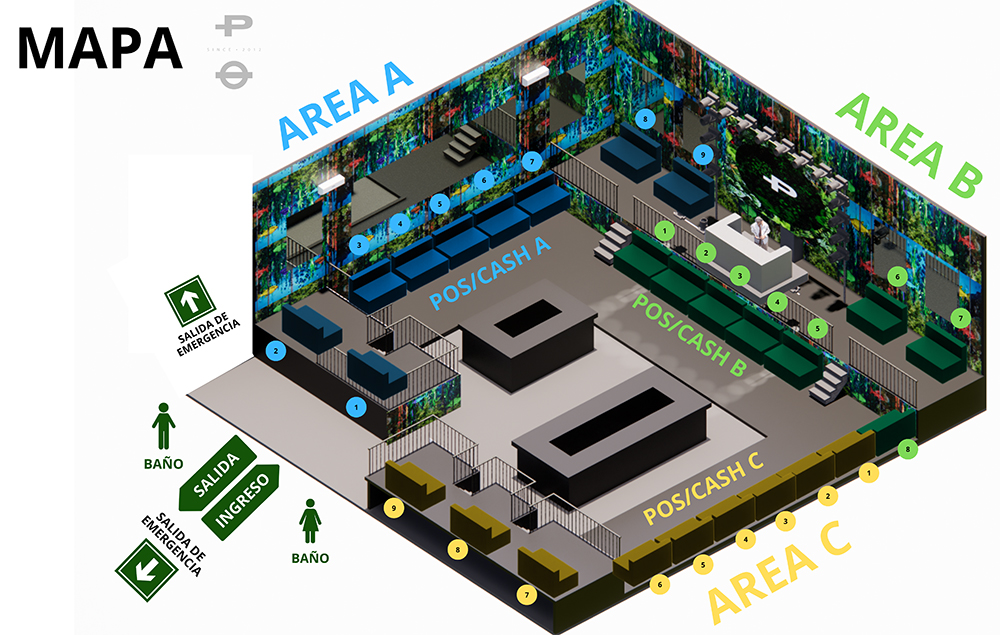 MAPA
P
SINCE - 2012
AREA A
AREA B
8
7
9
6
5
4
3
1
2
3
4
5
6
7
POS/CASH A
POS/CASH B
SALIDA DE
EMERGENCIA
2
1
BAÑO
SALIDA
INGRESO
BAÑO
SALIDA DE
EMERGENCIA
POS/CASH C
8
1
2
3
4
5
6
9
8
7
AREA C